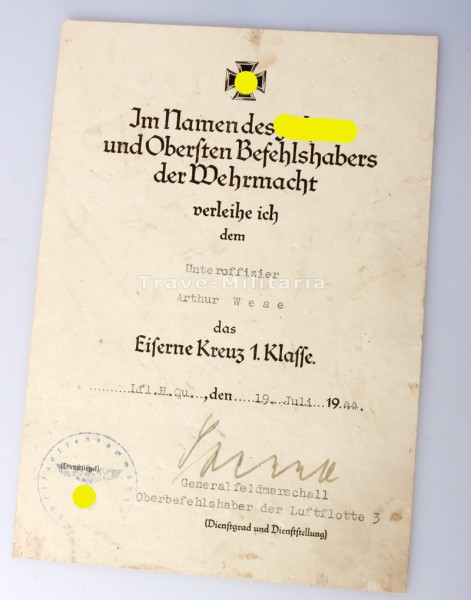 Im Namen des
und Obersten Befehlshabers
der Wehrmacht
verleihe ich
dem
Unteroffizier
Trave-Militaria
Arthur Wese
das
Eiserne Kreuz 1. Klasse.
Lfl.H.Qu., den 19. Juli 1944.
(Dienstsiegel)
Generalfeldmarschall
Oberbefehlshaber der Luftflotte 3
(Dienstgrad und Dienststellung)